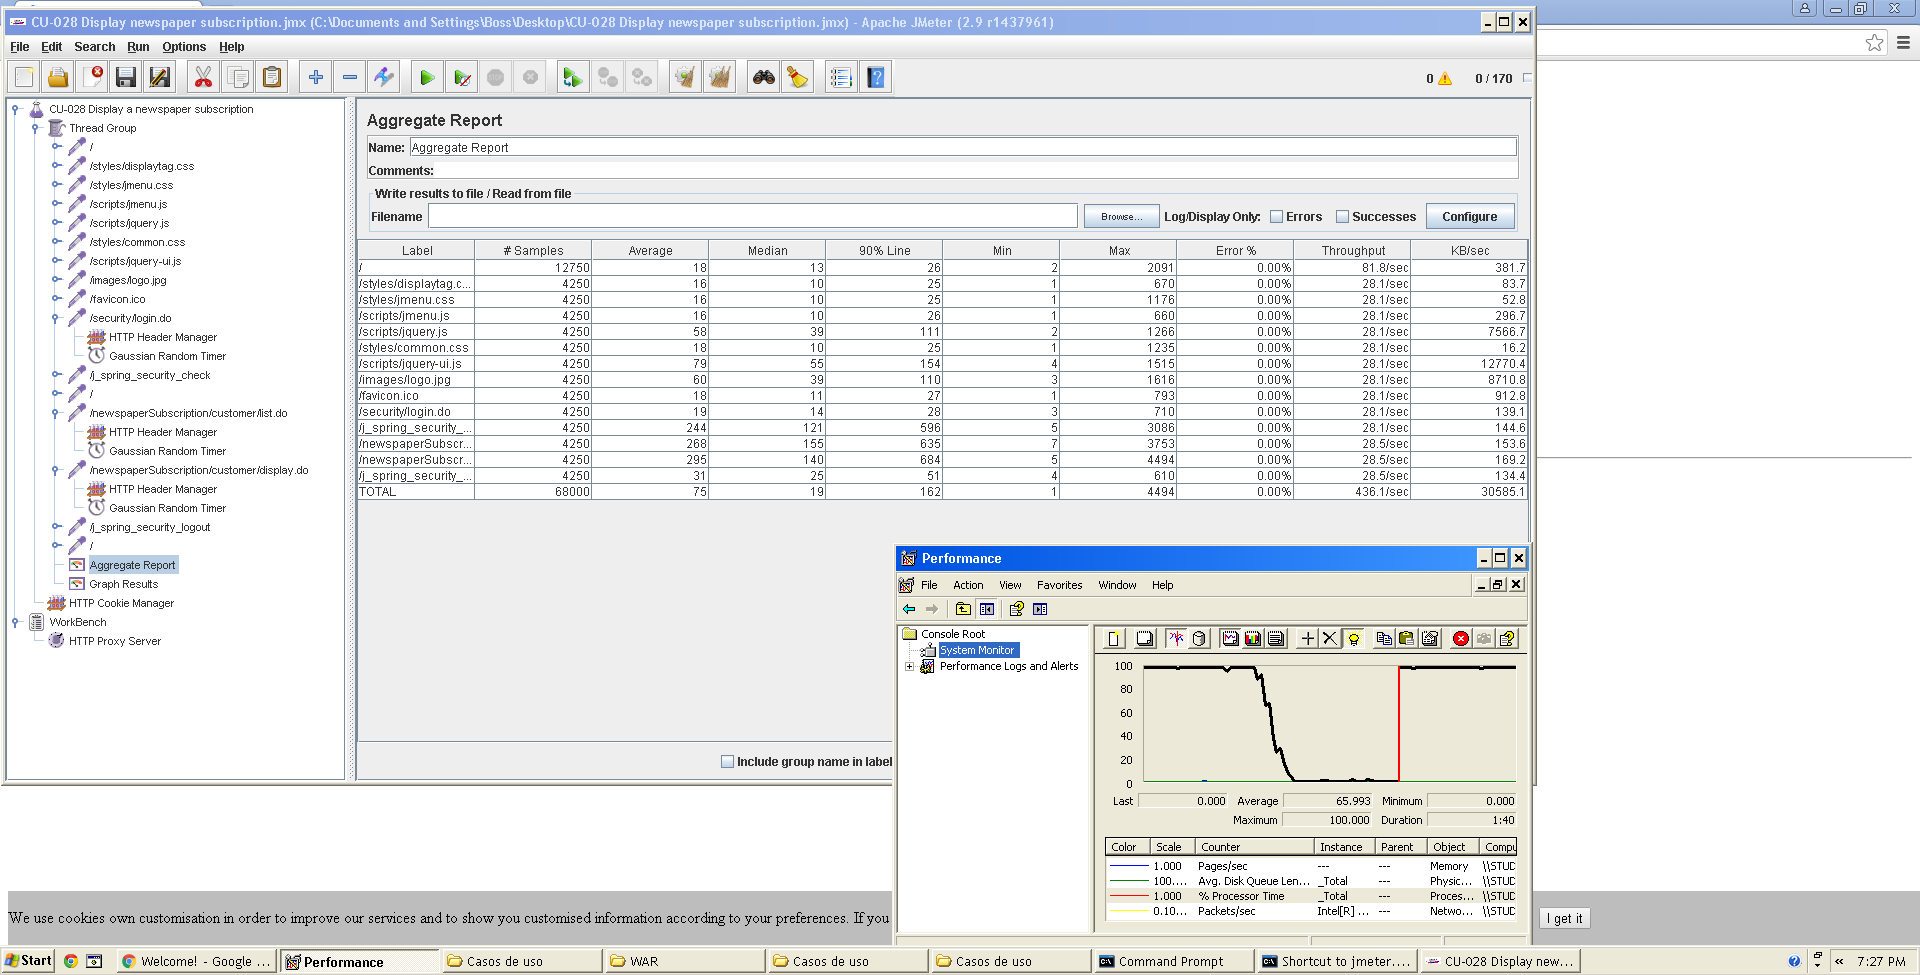 CU-028 Display newspaper subscription.jmx (C:\Documents and Settings\Boss\Desktop\CU-028 Display newspaper subscription.jmx) - Apache JMeter (2.9 r1437961)
File Edit Search Run Options Help
0 0 / 170
CU-028 Display a newspaper subscription
Thread Group
/
/styles/displaytag.css
/styles/jmenu.css
/scripts/jmenu.js
/scripts/jquery.js
/styles/common.css
/scripts/jquery-ui.js
/images/logo.jpg
/favicon.ico
/security/login.do
HTTP Header Manager
Gaussian Random Timer
/j_spring_security_check
/
/newspaperSubscription/customer/list.do
HTTP Header Manager
Gaussian Random Timer
/newspaperSubscription/customer/display.do
HTTP Header Manager
Gaussian Random Timer
/j_spring_security_logout
/
Aggregate Report
Graph Results
HTTP Cookie Manager
WorkBench
HTTP Proxy Server
Aggregate Report
Name: Aggregate Report
Comments:
Write results to file / Read from file
Filename Browse... Log/Display Only: Errors Successes Configure
Label # Samples Average Median 90% Line Min Max Error % Throughput KB/sec
/ 12750 18 13 26 2 2091 0.00% 81.8/sec 381.7
/styles/displaytag.c... 4250 16 10 25 1 670 0.00% 28.1/sec 83.7
/styles/jmenu.css 4250 16 10 25 1 1176 0.00% 28.1/sec 52.8
/scripts/jmenu.js 4250 16 10 26 1 660 0.00% 28.1/sec 296.7
/scripts/jquery.js 4250 58 39 111 2 1266 0.00% 28.1/sec 7566.7
/styles/common.css 4250 18 10 25 1 1235 0.00% 28.1/sec 16.2
/scripts/jquery-ui.js 4250 79 55 154 4 1515 0.00% 28.1/sec 12770.4
/images/logo.jpg 4250 60 39 110 3 1616 0.00% 28.1/sec 8710.8
/favicon.ico 4250 18 11 27 1 793 0.00% 28.1/sec 912.8
/security/login.do 4250 19 14 28 3 710 0.00% 28.1/sec 139.1
/j_spring_security_... 4250 244 121 596 5 3086 0.00% 28.1/sec 144.6
/newspaperSubscr... 4250 268 155 635 7 3753 0.00% 28.5/sec 153.6
/newspaperSubscr... 4250 295 140 684 5 4494 0.00% 28.5/sec 169.2
/j_spring_security_... 4250 31 25 51 4 610 0.00% 28.5/sec 134.4
TOTAL 68000 75 19 162 1 4494 0.00% 436.1/sec 30585.1
Include group name in label
Performance
File Action View Favorites Window Help
Console Root
System Monitor
Performance Logs and Alerts
100
80
60
40
20
0
Last 0.000 Average 65.993 Minimum 0.000
Maximum 100.000 Duration 1:40
Color Scale Counter Instance Parent Object Compu
1.000 Pages/sec --- --- Memory \\STUD
100.... Avg. Disk Queue Len... _Total --- Physic... \\STUD
1.000 % Processor Time _Total --- Proces... \\STUD
0.10... Packets/sec Intel[R] ... --- Netwo... \\STUD
We use cookies own customisation in order to improve our services and to show you customised information according to your preferences. If you
I get it
Start Welcome! - Google ... Performance Casos de uso WAR Casos de uso Casos de uso Command Prompt Shortcut to jmeter.... CU-028 Display new... « 7:27 PM